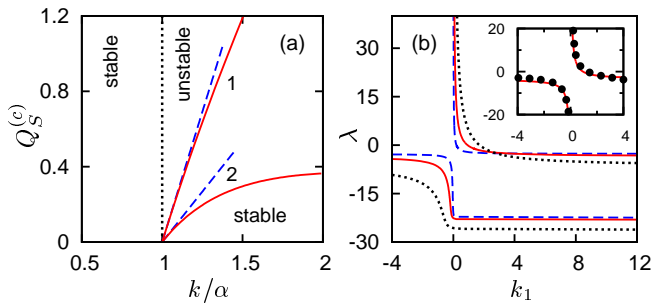 1.2
0.8
0.4
0
Q_S^{(c)}
stable
unstable
(a)
1
2
stable
0.5 1 1.5 2
k/α
(b)
λ
30
15
0
-15
-30
-4 0 4 8 12
k_1
20
0
-20
-4 0 4